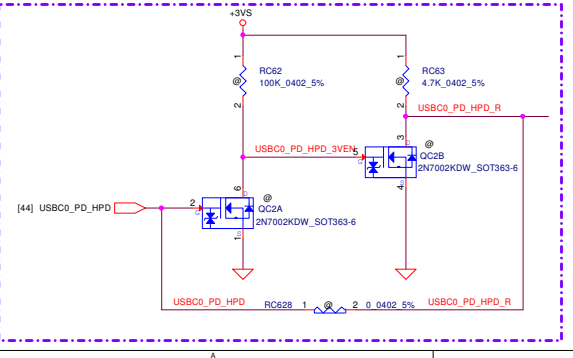 +3VS
1
1
RC62
RC63
@
100K_0402_5%
@
4.7K_0402_5%
2
2
USBC0_PD_HPD_R
3
@
USBC0_PD_HPD_3VEN
5
QC2B
2N7002KDW_SOT363-6
6
4
@
[44] USBC0_PD_HPD
2
QC2A
2N7002KDW_SOT363-6
1
USBC0_PD_HPD
RC628
1
@
2
0_0402_5%
USBC0_PD_HPD_R
A